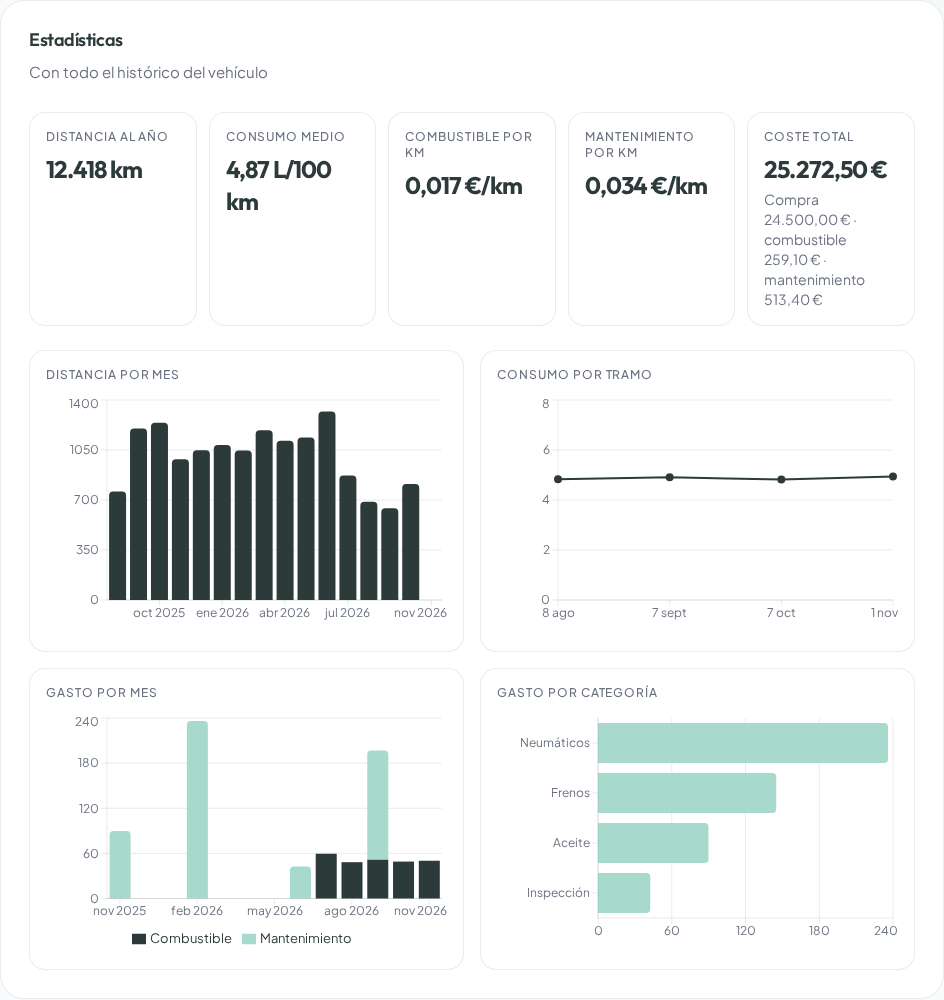 Estadísticas
Con todo el histórico del vehículo
DISTANCIA AL AÑO
12.418 km
CONSUMO MEDIO
4,87 L/100
km
COMBUSTIBLE POR
KM
0,017 €/km
MANTENIMIENTO
POR KM
0,034 €/km
COSTE TOTAL
25.272,50 €
Compra
24.500,00 € ·
combustible
259,10 € ·
mantenimiento
513,40 €
DISTANCIA POR MES
1400
1050
700
350
0
oct 2025 ene 2026 abr 2026 jul 2026 nov 2026
CONSUMO POR TRAMO
8
6
4
2
0
8 ago 7 sept 7 oct 1 nov
GASTO POR MES
240
180
120
60
0
nov 2025 feb 2026 may 2026 ago 2026 nov 2026
Combustible Mantenimiento
GASTO POR CATEGORÍA
Neumáticos
Frenos
Aceite
Inspección
0 60 120 180 240